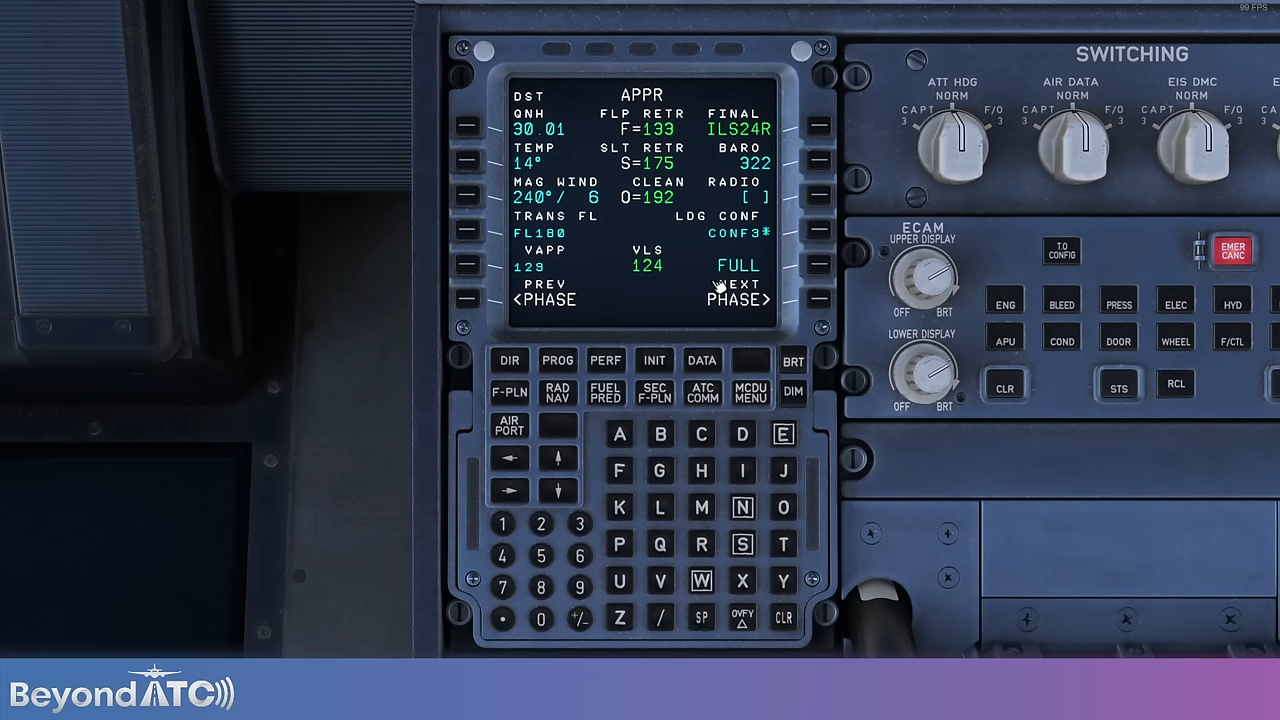 99 FPS
DST APPR
QNH FLP RETR FINAL
30.01 F=133 ILS24R
TEMP SLT RETR BARO
14° S=175 322
MAG WIND CLEAN RADIO
240°/ 6 O=192 [ ]
TRANS FL LDG CONF
FL180 CONF3*
VAPP VLS
129 124 FULL
PREV
<PHASE PHASE>
DIR PROG PERF INIT DATA BRT
F-PLN RAD NAV FUEL PRED SEC F-PLN ATC COMM MCDU MENU DIM
AIR PORT
← ↑
→ ↓
A B C D E
F G H I J
K L M N O
P Q R S T
U V W X Y
Z / SP OVFY △ CLR
1 2 3
4 5 6
7 8 9
• 0 +/-
SWITCHING
ATT HDG AIR DATA EIS DMC
NORM NORM NORM
CAPT 3 F/O 3 CAPT 3 F/O 3 CAPT 3 F/O 3
ECAM
UPPER DISPLAY
OFF BRT
LOWER DISPLAY
OFF BRT
T.O CONFIG
EMER CANC
ENG BLEED PRESS ELEC HYD
APU COND DOOR WHEEL F/CTL
CLR STS RCL
BeyondATC